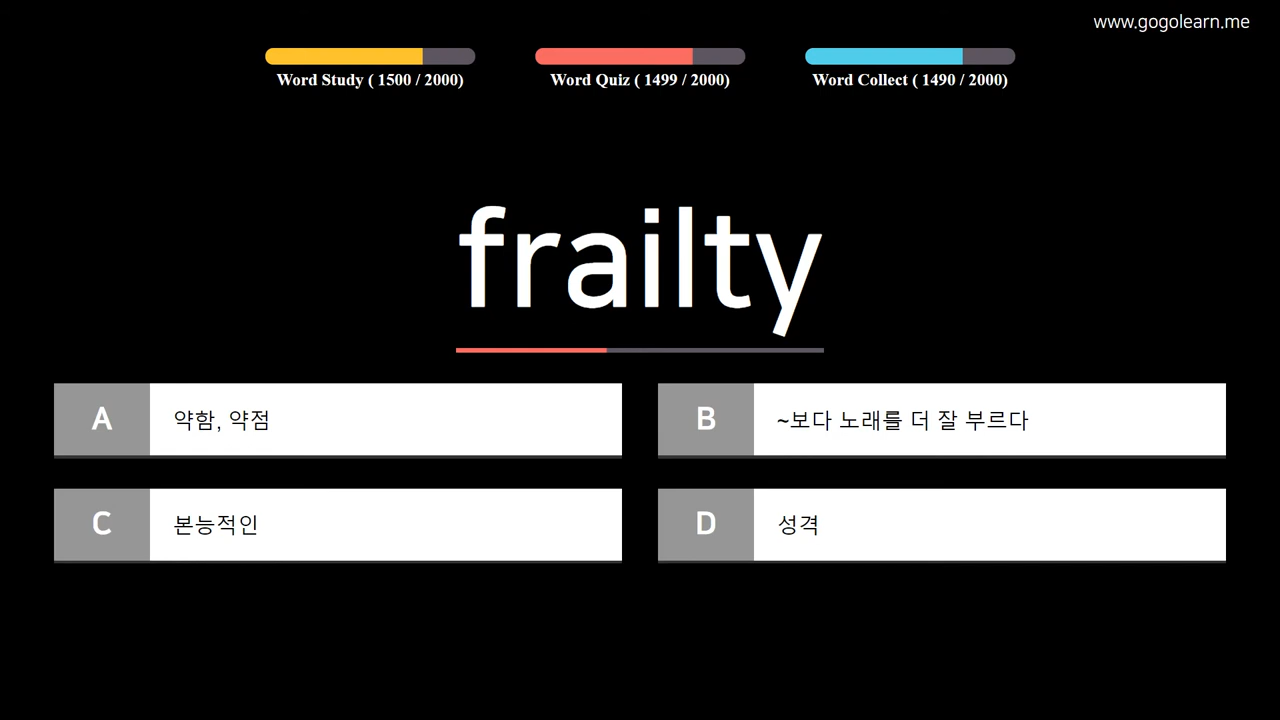 www.gogolearn.me
Word Study ( 1500 / 2000)
Word Quiz ( 1499 / 2000)
Word Collect ( 1490 / 2000)
frailty
A 약함, 약점
B ~보다 노래를 더 잘 부르다
C 본능적인
D 성격